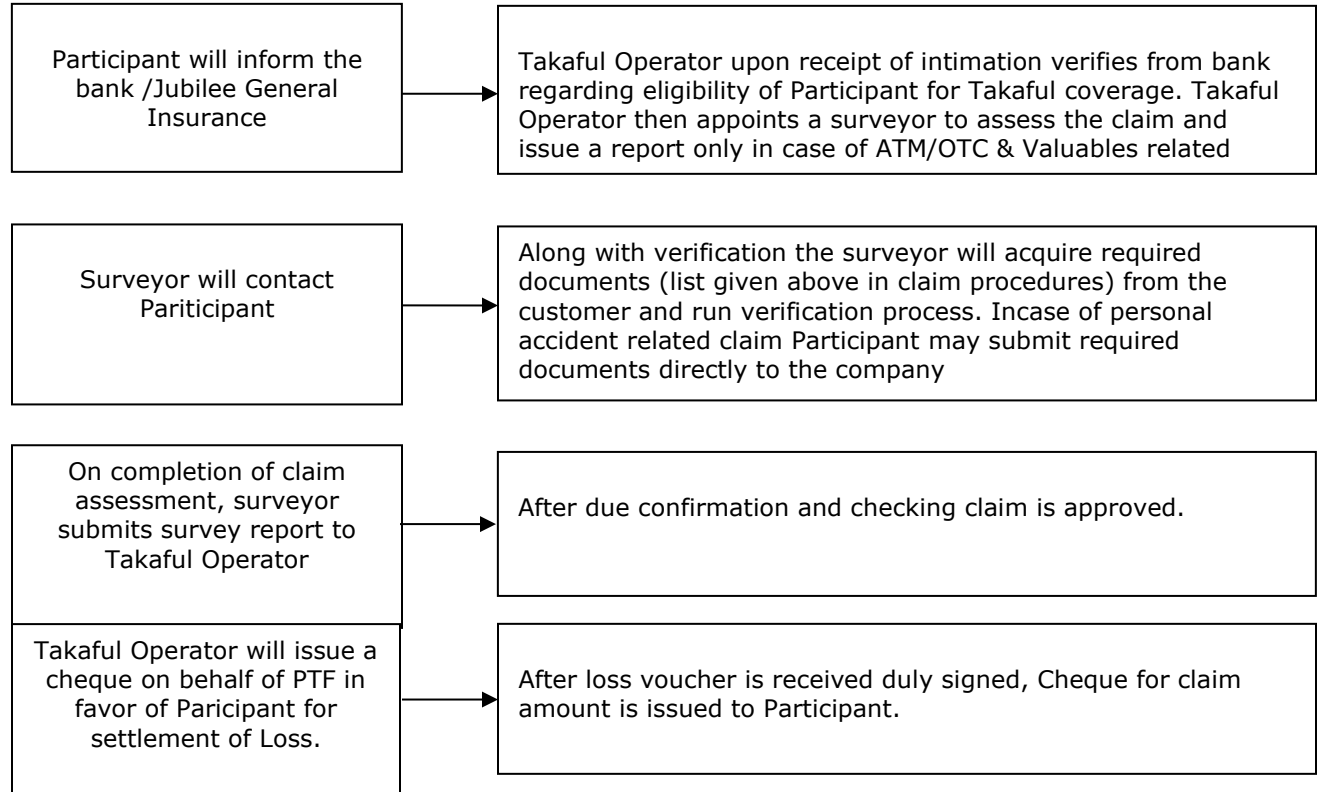 Participant will inform the
bank /Jubilee General
Insurance
Takaful Operator upon receipt of intimation verifies from bank
regarding eligibility of Participant for Takaful coverage. Takaful
Operator then appoints a surveyor to assess the claim and
issue a report only in case of ATM/OTC & Valuables related
Surveyor will contact
Pariticipant
Along with verification the surveyor will acquire required
documents (list given above in claim procedures) from the
customer and run verification process. Incase of personal
accident related claim Participant may submit required
documents directly to the company
On completion of claim
assessment, surveyor
submits survey report to
Takaful Operator
After due confirmation and checking claim is approved.
Takaful Operator will issue a
cheque on behalf of PTF in
favor of Paricipant for
settlement of Loss.
After loss voucher is received duly signed, Cheque for claim
amount is issued to Participant.